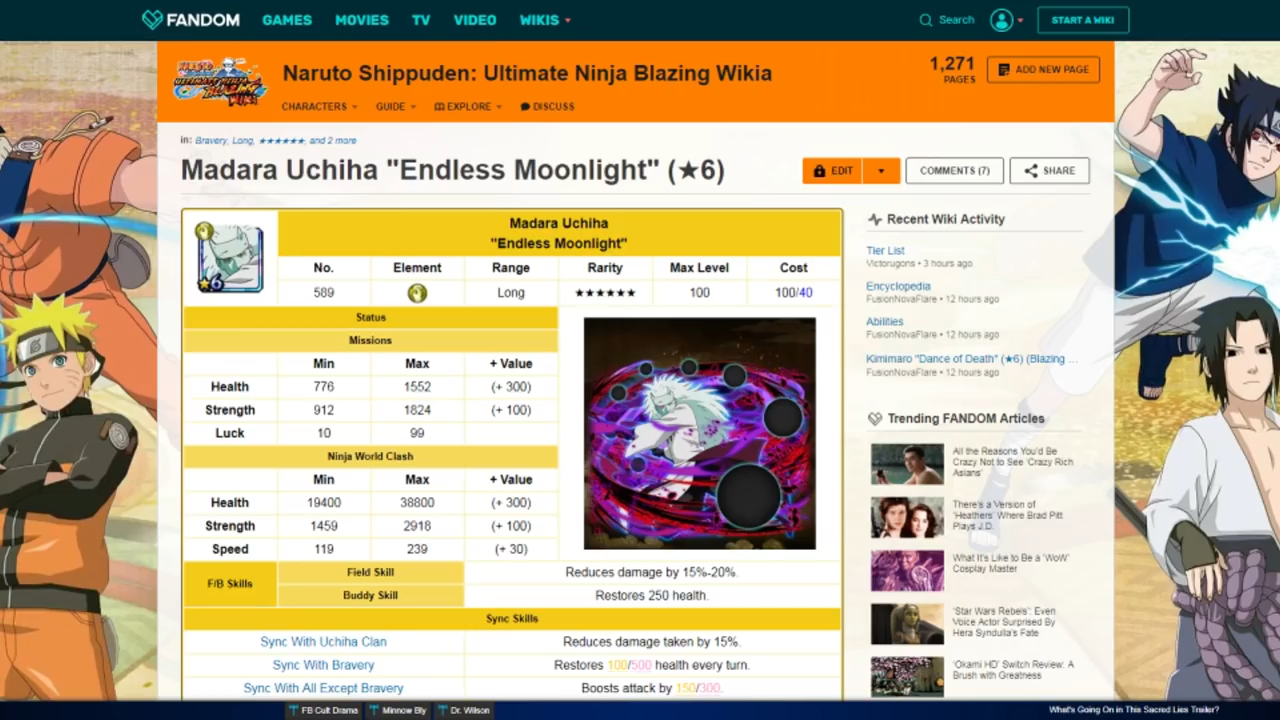 FANDOM GAMES MOVIES TV VIDEO WIKIS Search START A WIKI
Naruto Shippuden: Ultimate Ninja Blazing Wikia
1,271 PAGES
ADD NEW PAGE
CHARACTERS GUIDE EXPLORE DISCUSS
in: Bravery, Long, ★★★★★★, and 2 more
Madara Uchiha "Endless Moonlight" (★6)
EDIT COMMENTS (7) SHARE
Madara Uchiha
"Endless Moonlight"
★6
No. Element Range Rarity Max Level Cost
589 Long ★★★★★★ 100 100/40
Status
Missions
Min Max + Value
Health 776 1552 (+ 300)
Strength 912 1824 (+ 100)
Luck 10 99
Ninja World Clash
Min Max + Value
Health 19400 38800 (+ 300)
Strength 1459 2918 (+ 100)
Speed 119 239 (+ 30)
F/B Skills
Field Skill Reduces damage by 15%-20%.
Buddy Skill Restores 250 health.
Sync Skills
Sync With Uchiha Clan Reduces damage taken by 15%.
Sync With Bravery Restores 100/500 health every turn.
Sync With All Except Bravery Boosts attack by 150/300.
Recent Wiki Activity
Tier List
Victorugons • 3 hours ago
Encyclopedia
FusionNovaFlare • 12 hours ago
Abilities
FusionNovaFlare • 12 hours ago
Kimimaro "Dance of Death" (★6) (Blazing ...
FusionNovaFlare • 12 hours ago
Trending FANDOM Articles
All the Reasons You'd Be
Crazy Not to See 'Crazy Rich
Asians'
There's a Version of
'Heathers' Where Brad Pitt
Plays J.D.
What It's Like to Be a 'WoW'
Cosplay Master
'Star Wars Rebels': Even
Voice Actor Surprised By
Hera Syndulla's Fate
'Okami HD' Switch Review: A
Brush with Greatness
FB Cult Drama Minnow Bly Dr. Wilson
What's Going On in This Sacred Lies Trailer?